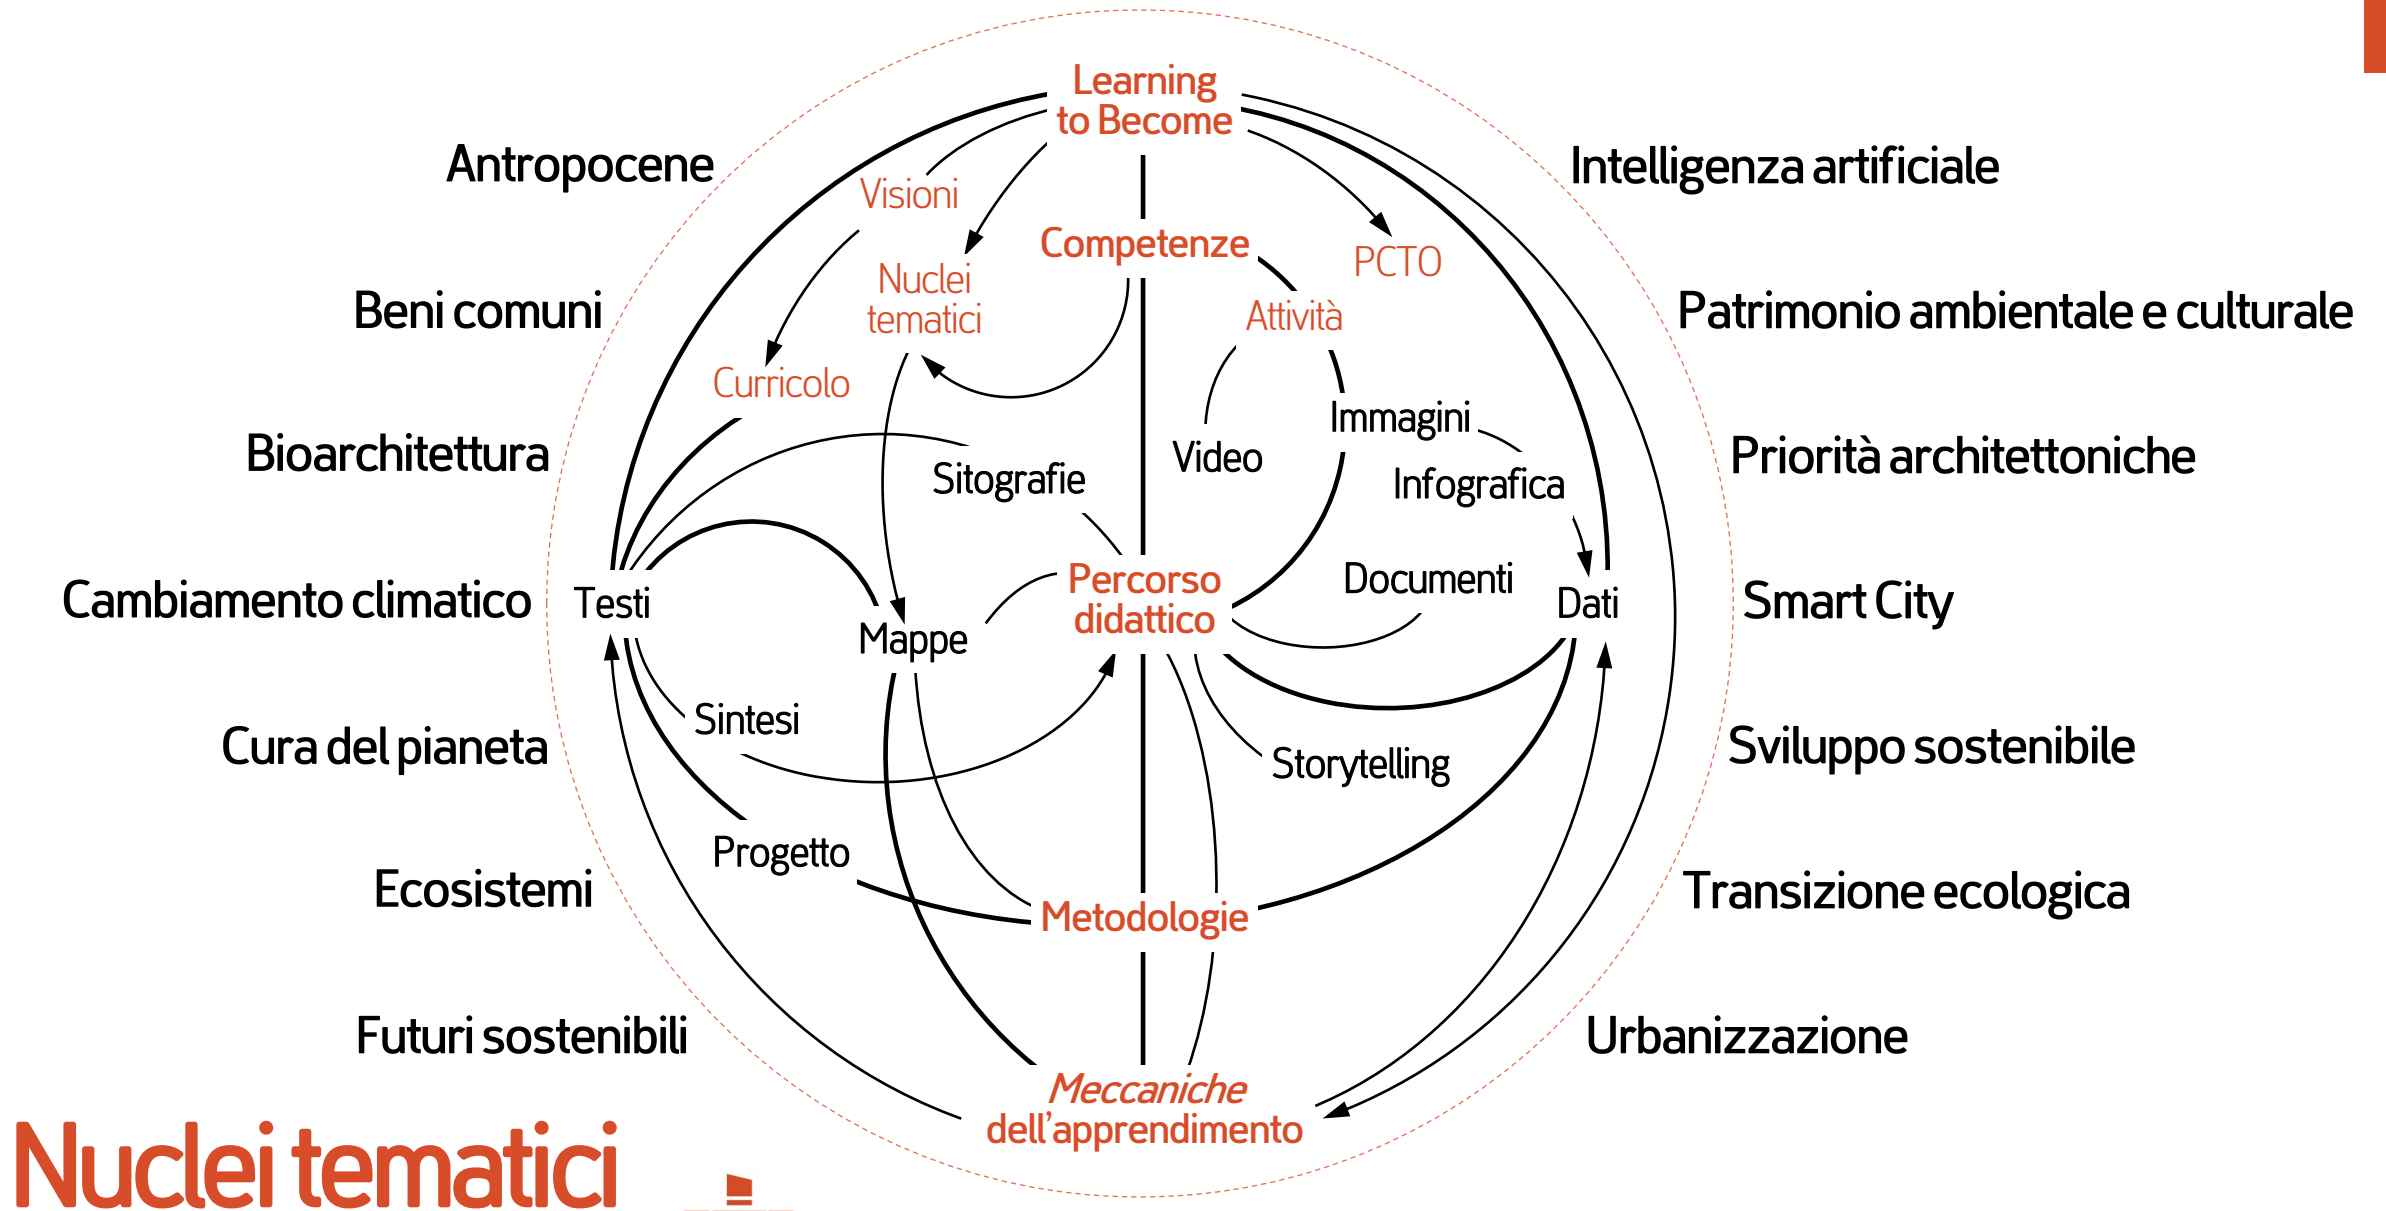 Learning
to Become
Antropocene
Intelligenza artificiale
Visioni
Competenze
PCTO
Nuclei
tematici
Attività
Beni comuni
Patrimonio ambientale e culturale
Curricolo
Immagini
Bioarchitettura
Video
Priorità architettoniche
Sitografie
Infografica
Cambiamento climatico
Testi
Mappe
Percorso
didattico
Documenti
Dati
Smart City
Cura del pianeta
Sintesi
Storytelling
Sviluppo sostenibile
Progetto
Ecosistemi
Metodologie
Transizione ecologica
Futuri sostenibili
Urbanizzazione
Meccaniche
dell'apprendimento
Nuclei tematici